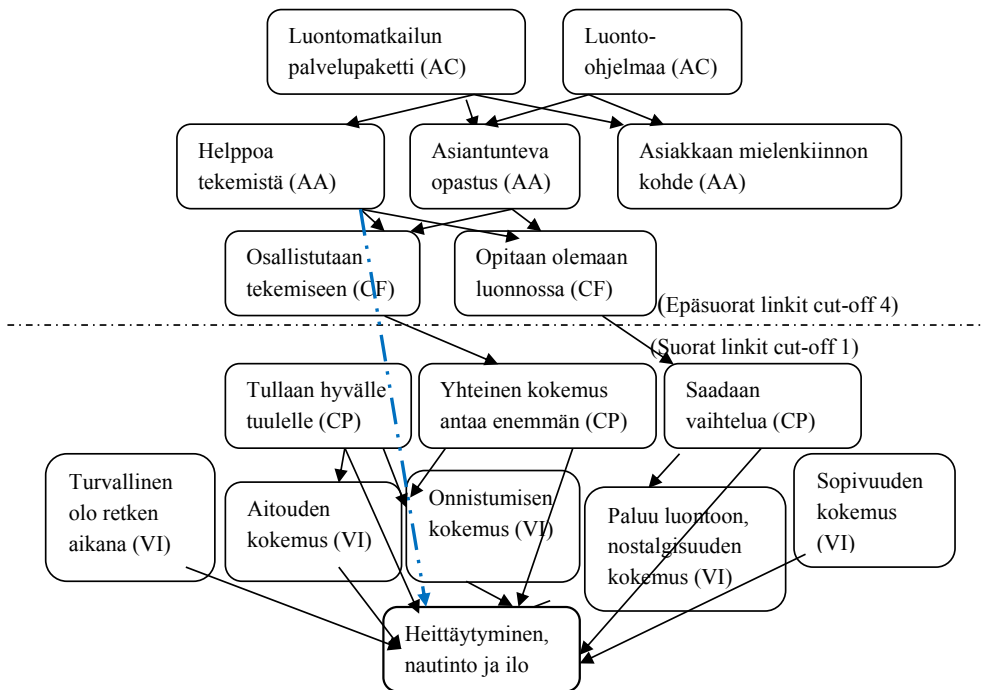 Luontomatkailun
palvelupaketti (AC)
Luonto-
ohjelmaa (AC)
Helppoa
tekemistä (AA)
Asiantunteva
opastus (AA)
Asiakkaan mielenkiinnon
kohde (AA)
Osallistutaan
tekemiseen (CF)
Opitaan olemaan
luonnossa (CF)
(Epäsuorat linkit cut-off 4)
(Suorat linkit cut-off 1)
Tullaan hyvälle
tuulelle (CP)
Yhteinen kokemus
antaa enemmän (CP)
Saadaan
vaihtelua (CP)
Turvallinen
olo retken
aikana (VI)
Aitouden
kokemus (VI)
Onnistumisen
kokemus (VI)
Paluu luontoon,
nostalgisuuden
kokemus (VI)
Sopivuuden
kokemus
(VI)
Heittäytyminen,
nautinto ja ilo